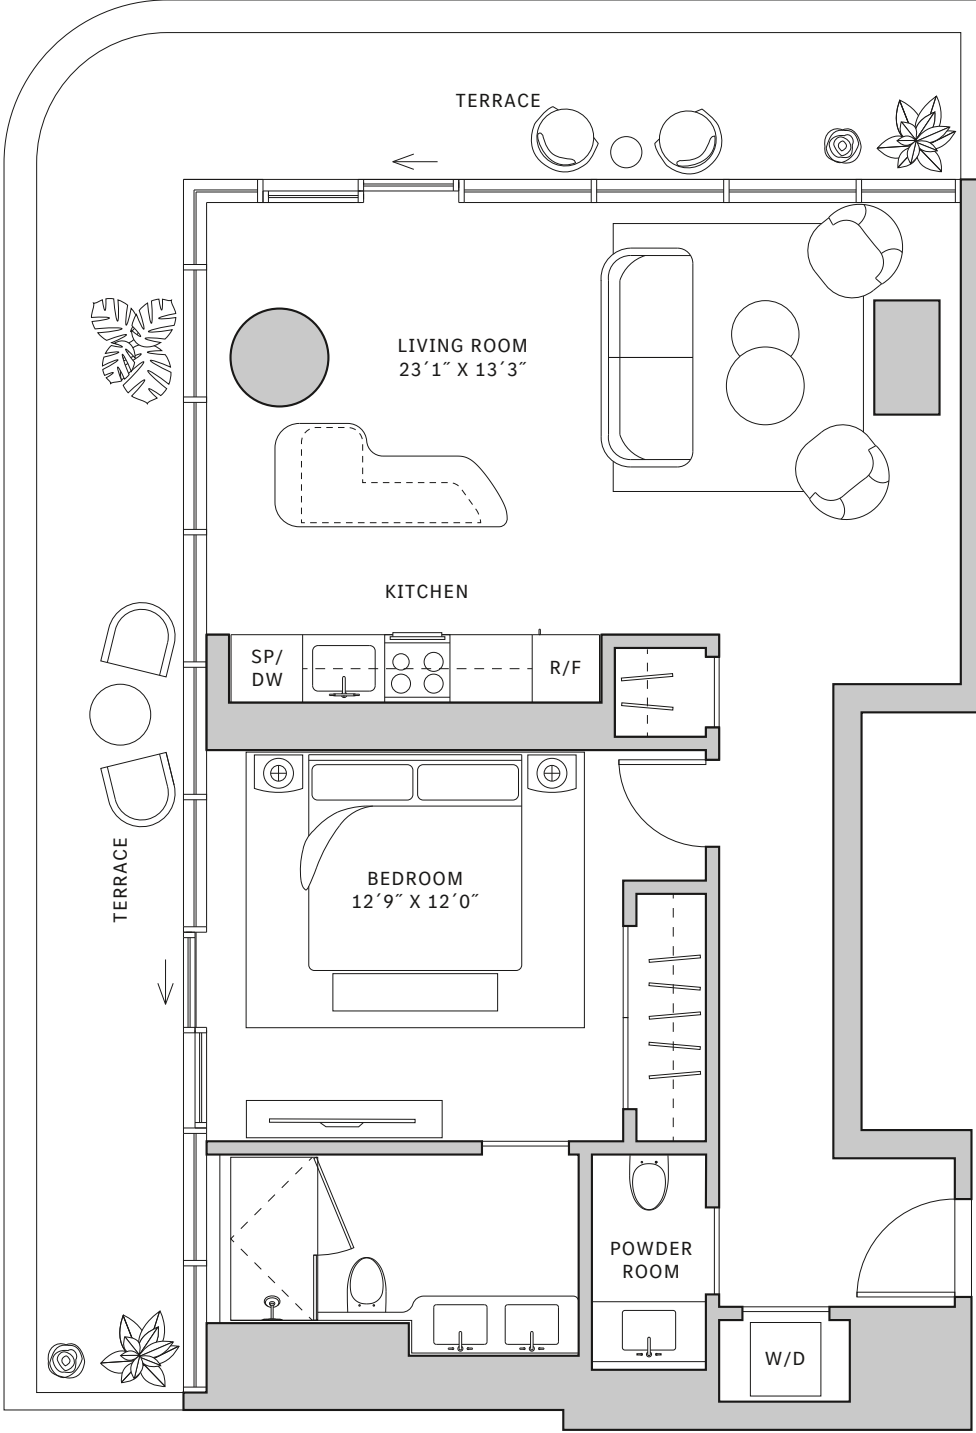 TERRACE
LIVING ROOM
23´1˝ X 13´3˝
KITCHEN
SP/
DW
R/F
TERRACE
BEDROOM
12´9˝ X 12´0˝
POWDER
ROOM
W/D